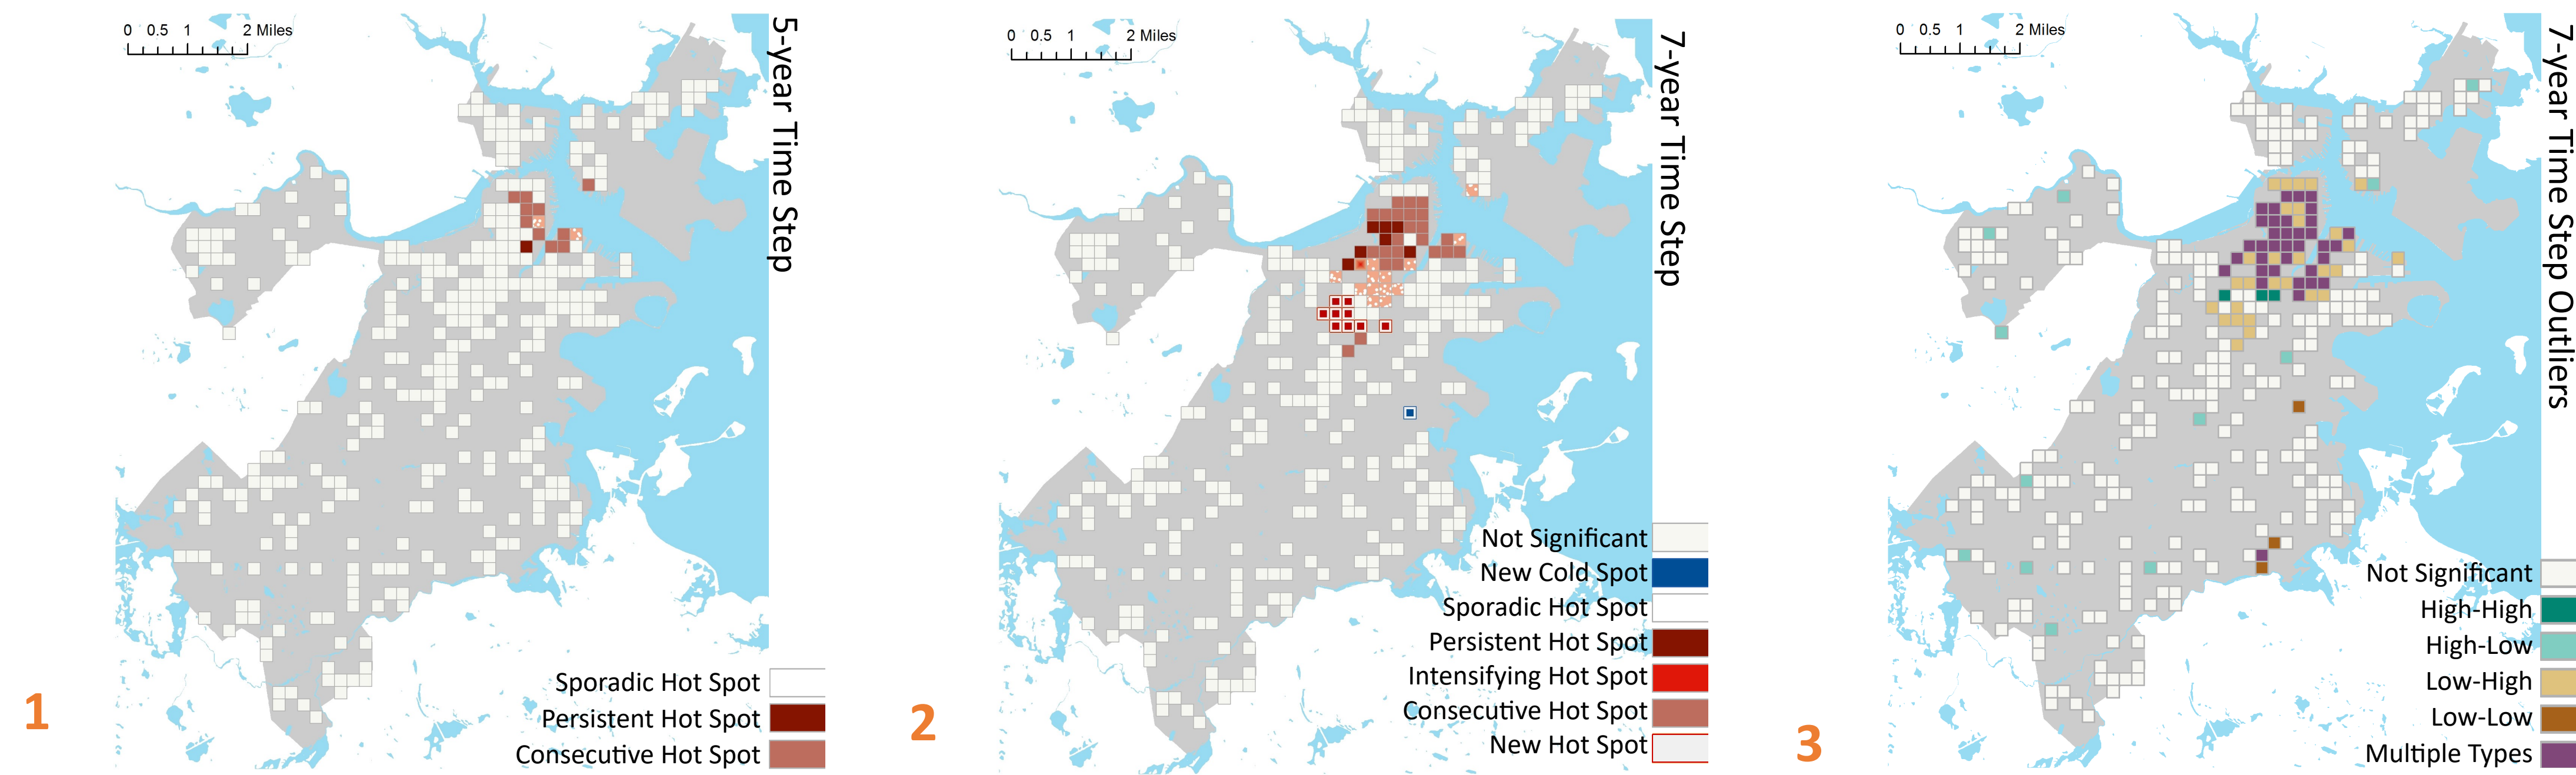 0 0.5 1 2 Miles
5-year Time Step
Sporadic Hot Spot
Persistent Hot Spot
Consecutive Hot Spot
1
0 0.5 1 2 Miles
7-year Time Step
Not Significant
New Cold Spot
Sporadic Hot Spot
Persistent Hot Spot
Intensifying Hot Spot
Consecutive Hot Spot
New Hot Spot
2
0 0.5 1 2 Miles
7-year Time Step Outliers
Not Significant
High-High
High-Low
Low-High
Low-Low
Multiple Types
3